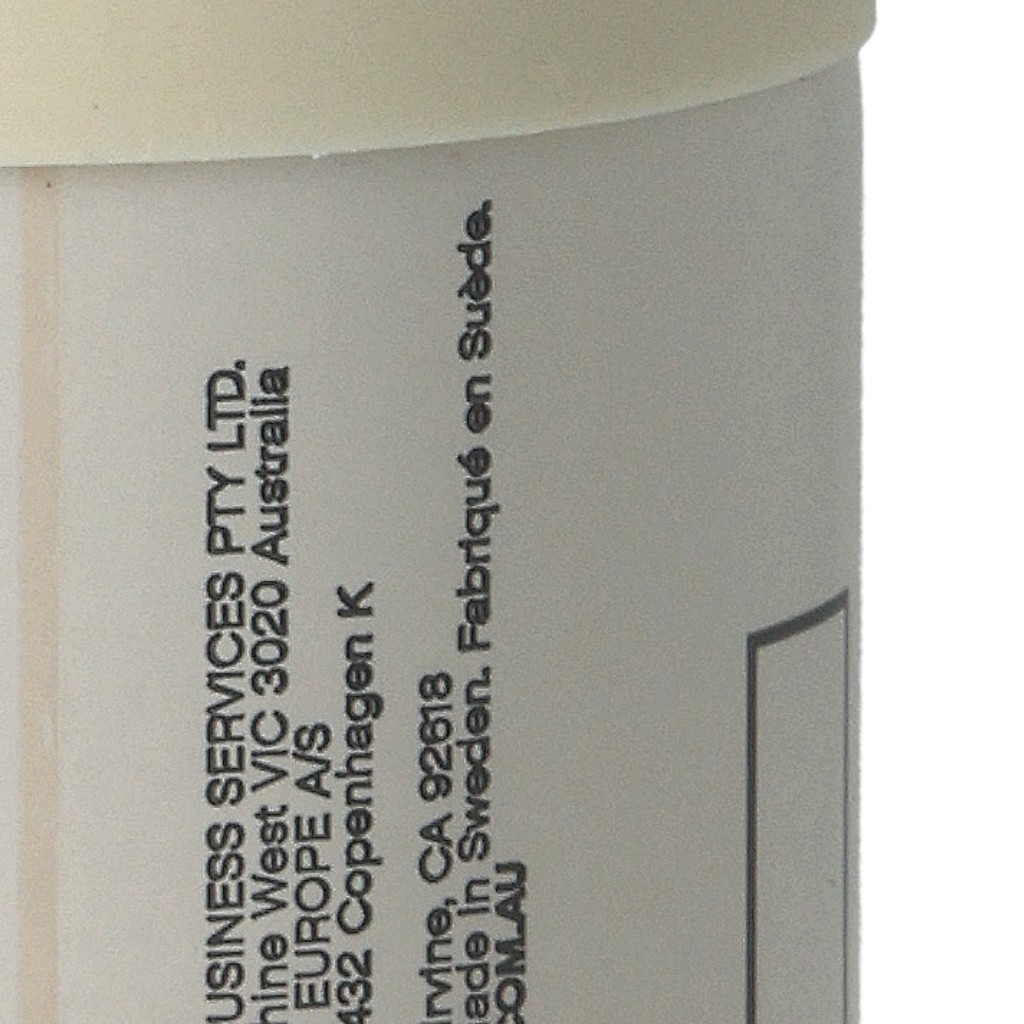 USINESS SERVICES PTY LTD.
hine West VIC 3020 Australia
EUROPE A/S
432 Copenhagen K
Irvine, CA 92618
ade in Sweden. Fabriqué en Suède.
COM.AU